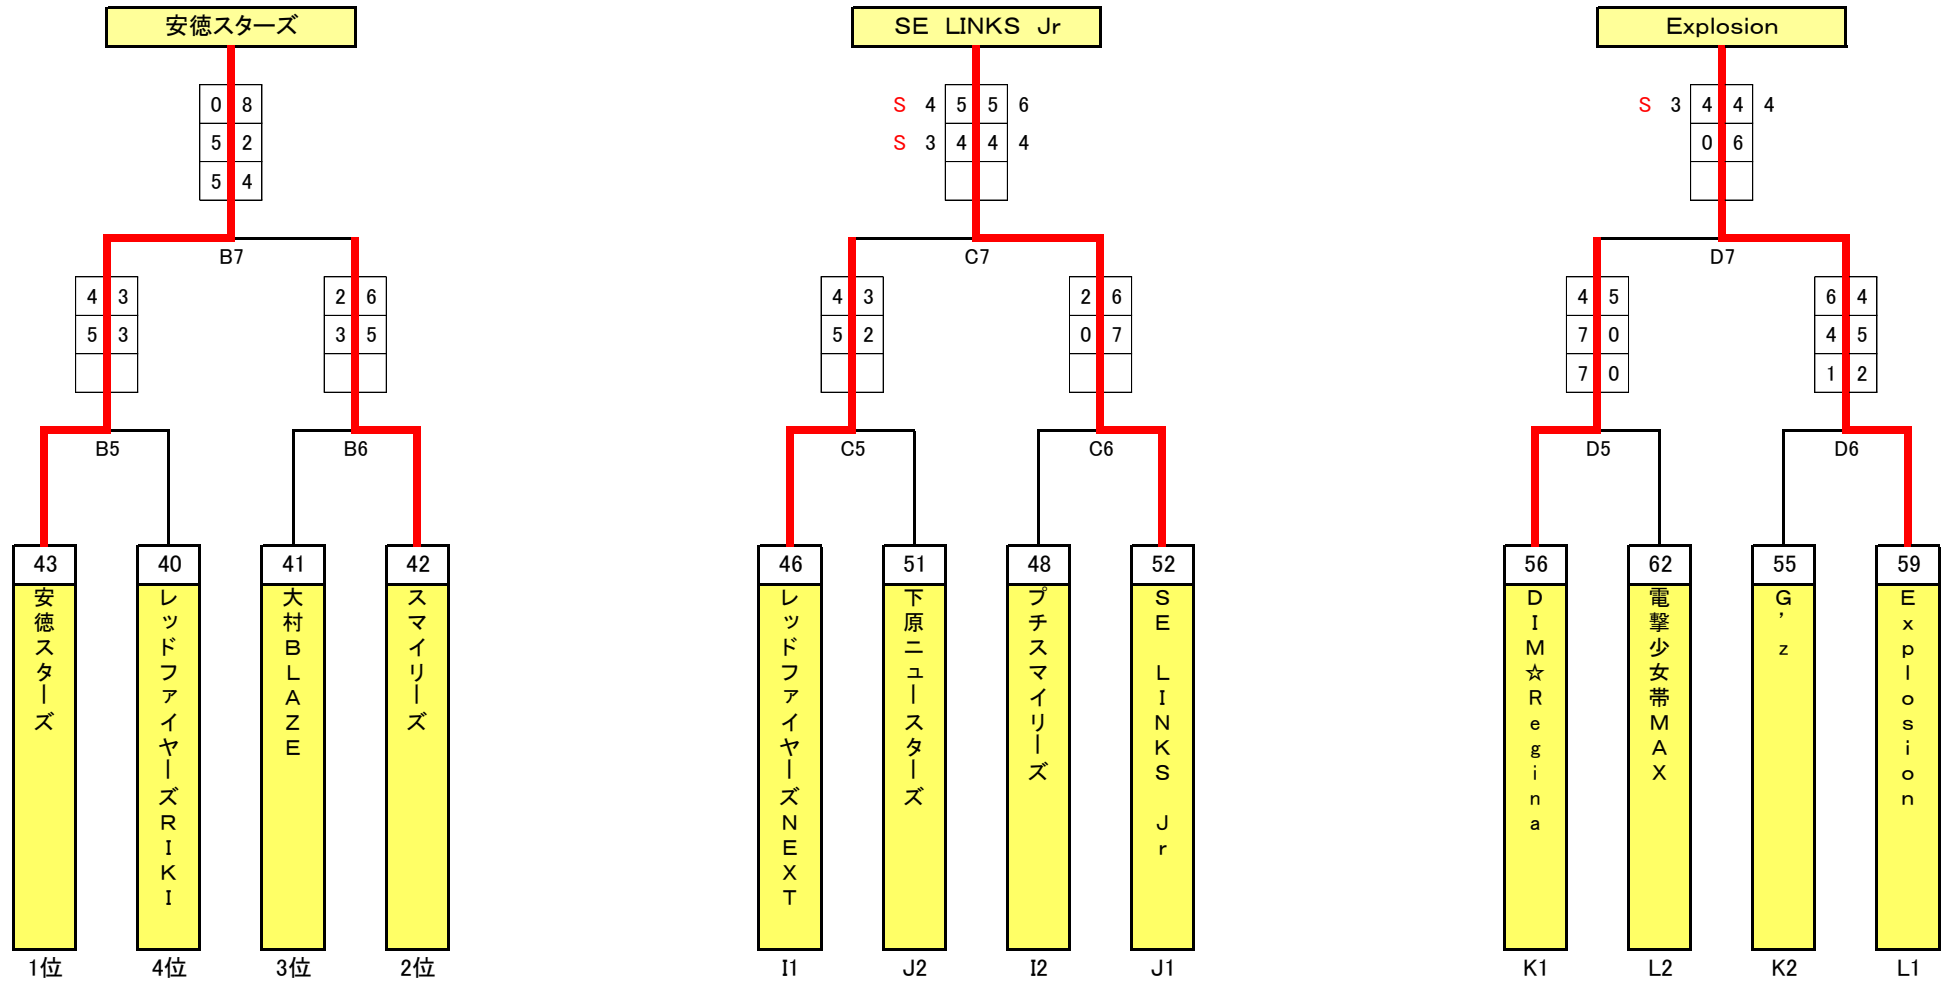 安徳スターズ
SE LINKS Jr
Explosion
0 8
S 4 5 5 6
S 3 4 4 4
5 2
S 3 4 4 4
0 6
5 4
B7
C7
D7
4 3
2 6
4 3
2 6
4 5
6 4
5 3
3 5
5 2
0 7
7 0
4 5
7 0
1 2
B5
B6
C5
C6
D5
D6
43
40
41
42
46
51
48
52
56
62
55
59
安徳スターズ
レッドファイヤーズRIKI
大村BLAZE
スマイリーズ
レッドファイヤーズNEXT
下原ニュースターズ
プチスマイリーズ
SE LINKS Jr
DIM☆Regina
電撃少女帯MAX
G’z
Explosion
1位
4位
3位
2位
I1
J2
I2
J1
K1
L2
K2
L1